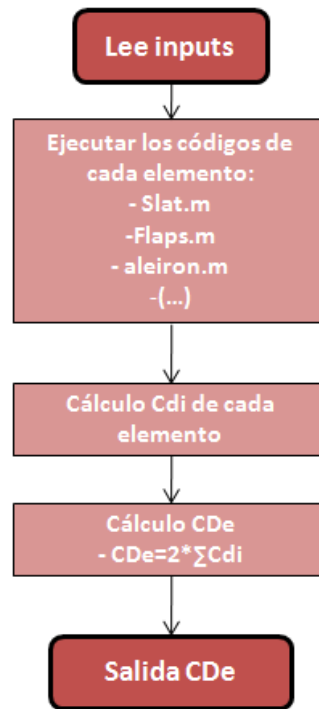 Lee inputs
Ejecutar los códigos de
cada elemento:
- Slat.m
-Flaps.m
- aleiron.m
-(...)
Cálculo Cdi de cada
elemento
Cálculo CDe
- CDe=2*∑Cdi
Salida CDe